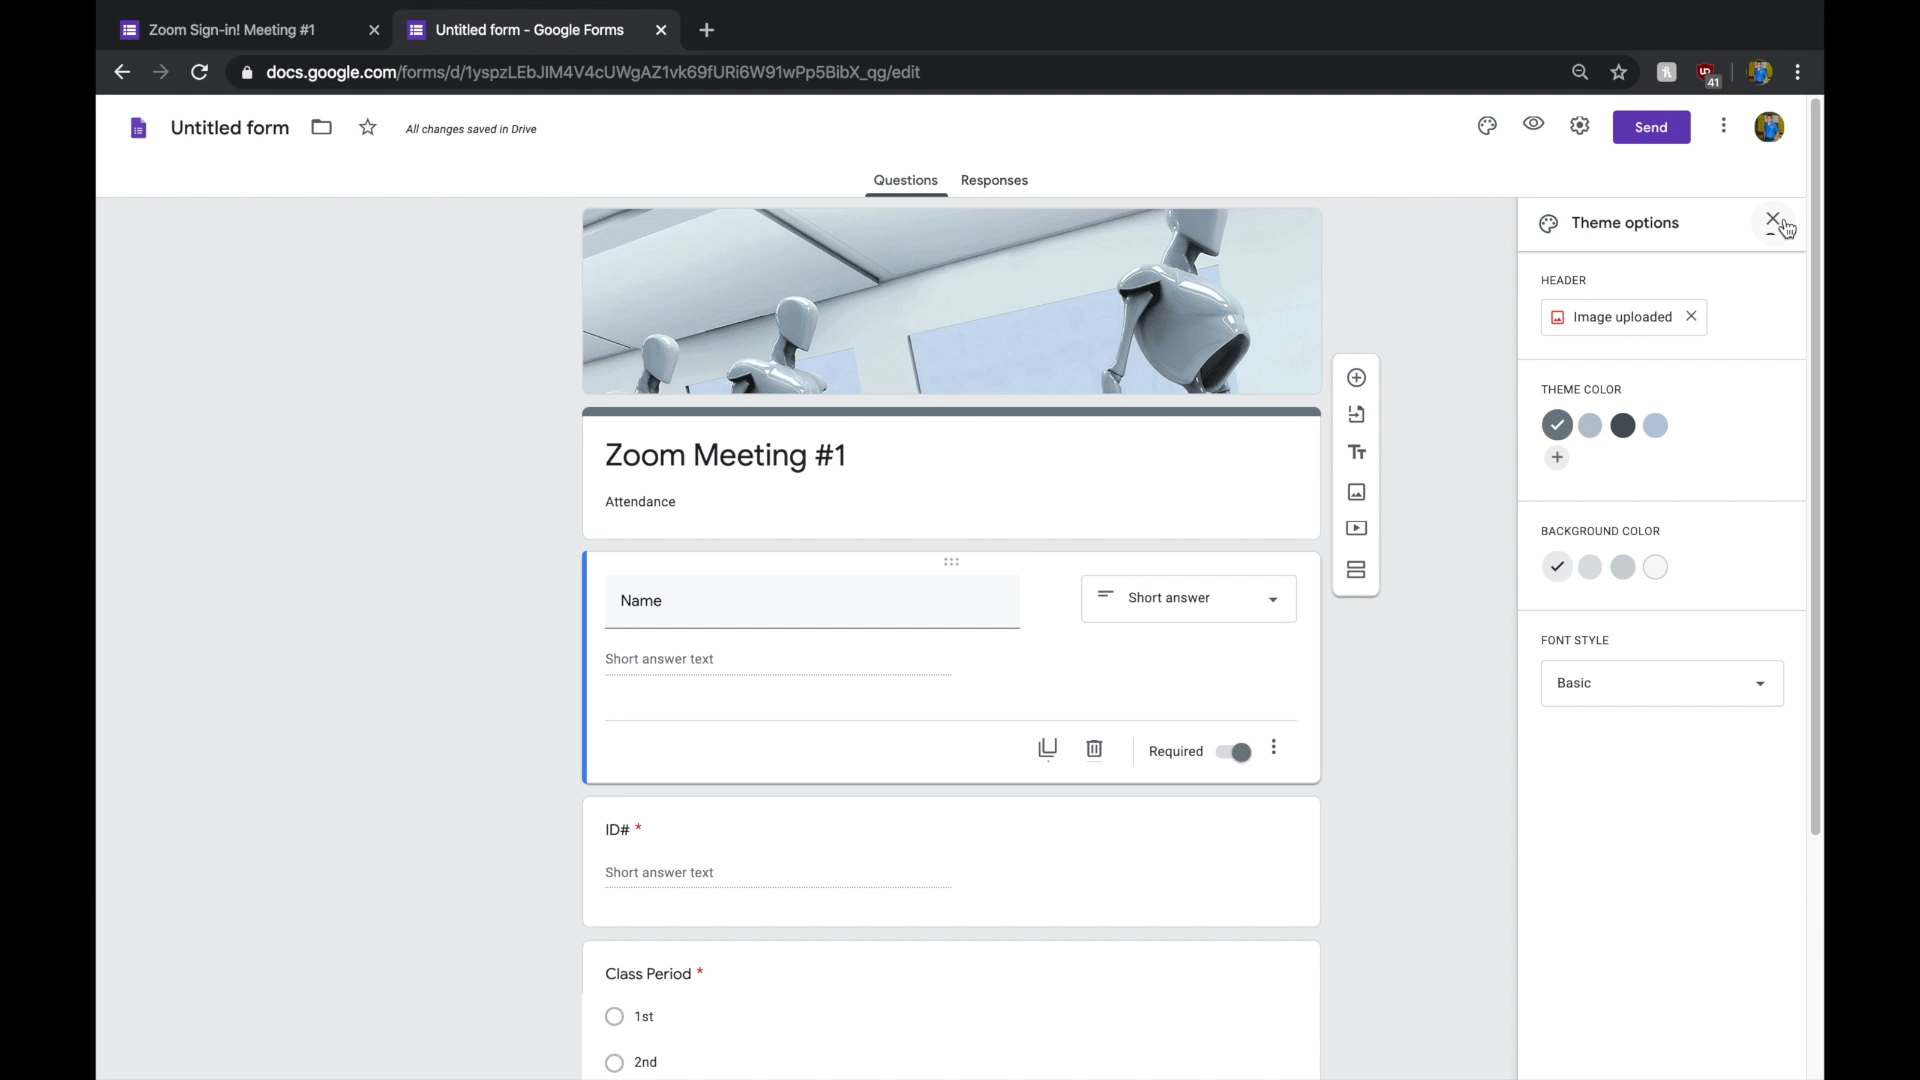 Zoom Sign-in! Meeting #1
Untitled form - Google Forms
docs.google.com/forms/d/1yspzLEbJIM4V4cUWgAZ1vk69fURi6W91wPp5BibX_qg/edit
41
Untitled form
All changes saved in Drive
Send
Questions
Responses
Theme options
HEADER
Image uploaded
THEME COLOR
BACKGROUND COLOR
FONT STYLE
Basic
Zoom Meeting #1
Attendance
Name
Short answer
Short answer text
Required
ID# *
Short answer text
Class Period *
1st
2nd